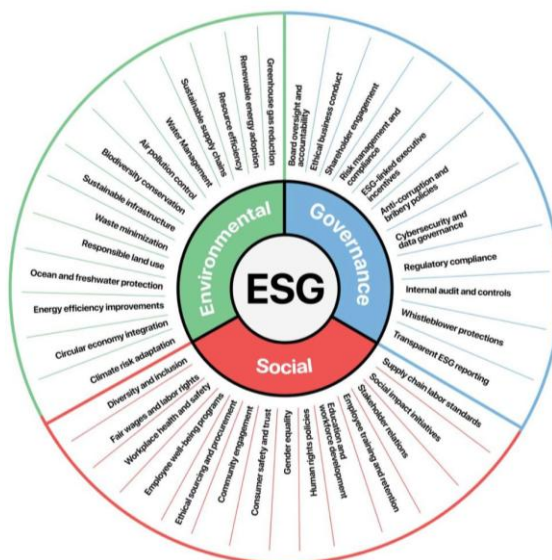 ESG
Environmental
Governance
Social
Board oversight and
accountability
Ethical business conduct
Shareholder engagement
Risk management and
compliance
ESG-linked executive
incentives
Anti-corruption and
bribery policies
Cybersecurity and
data governance
Regulatory compliance
Internal audit and controls
Whistleblower protections
Transparent ESG reporting
Supply chain labor standards
Social impact initiatives
Stakeholder relations
Employee training and retention
Education and
workforce development
Human rights policies
Gender equality
Consumer safety and trust
Community engagement
Ethical sourcing and procurement
Employee well-being programs
Workplace health and safety
Fair wages and labor rights
Diversity and inclusion
Climate risk adaptation
Circular economy integration
Energy efficiency improvements
Ocean and freshwater protection
Responsible land use
Waste minimization
Sustainable infrastructure
Biodiversity conservation
Air pollution control
Water Management
Sustainable supply chains
Resource efficiency
Renewable energy adoption
Greenhouse gas reduction